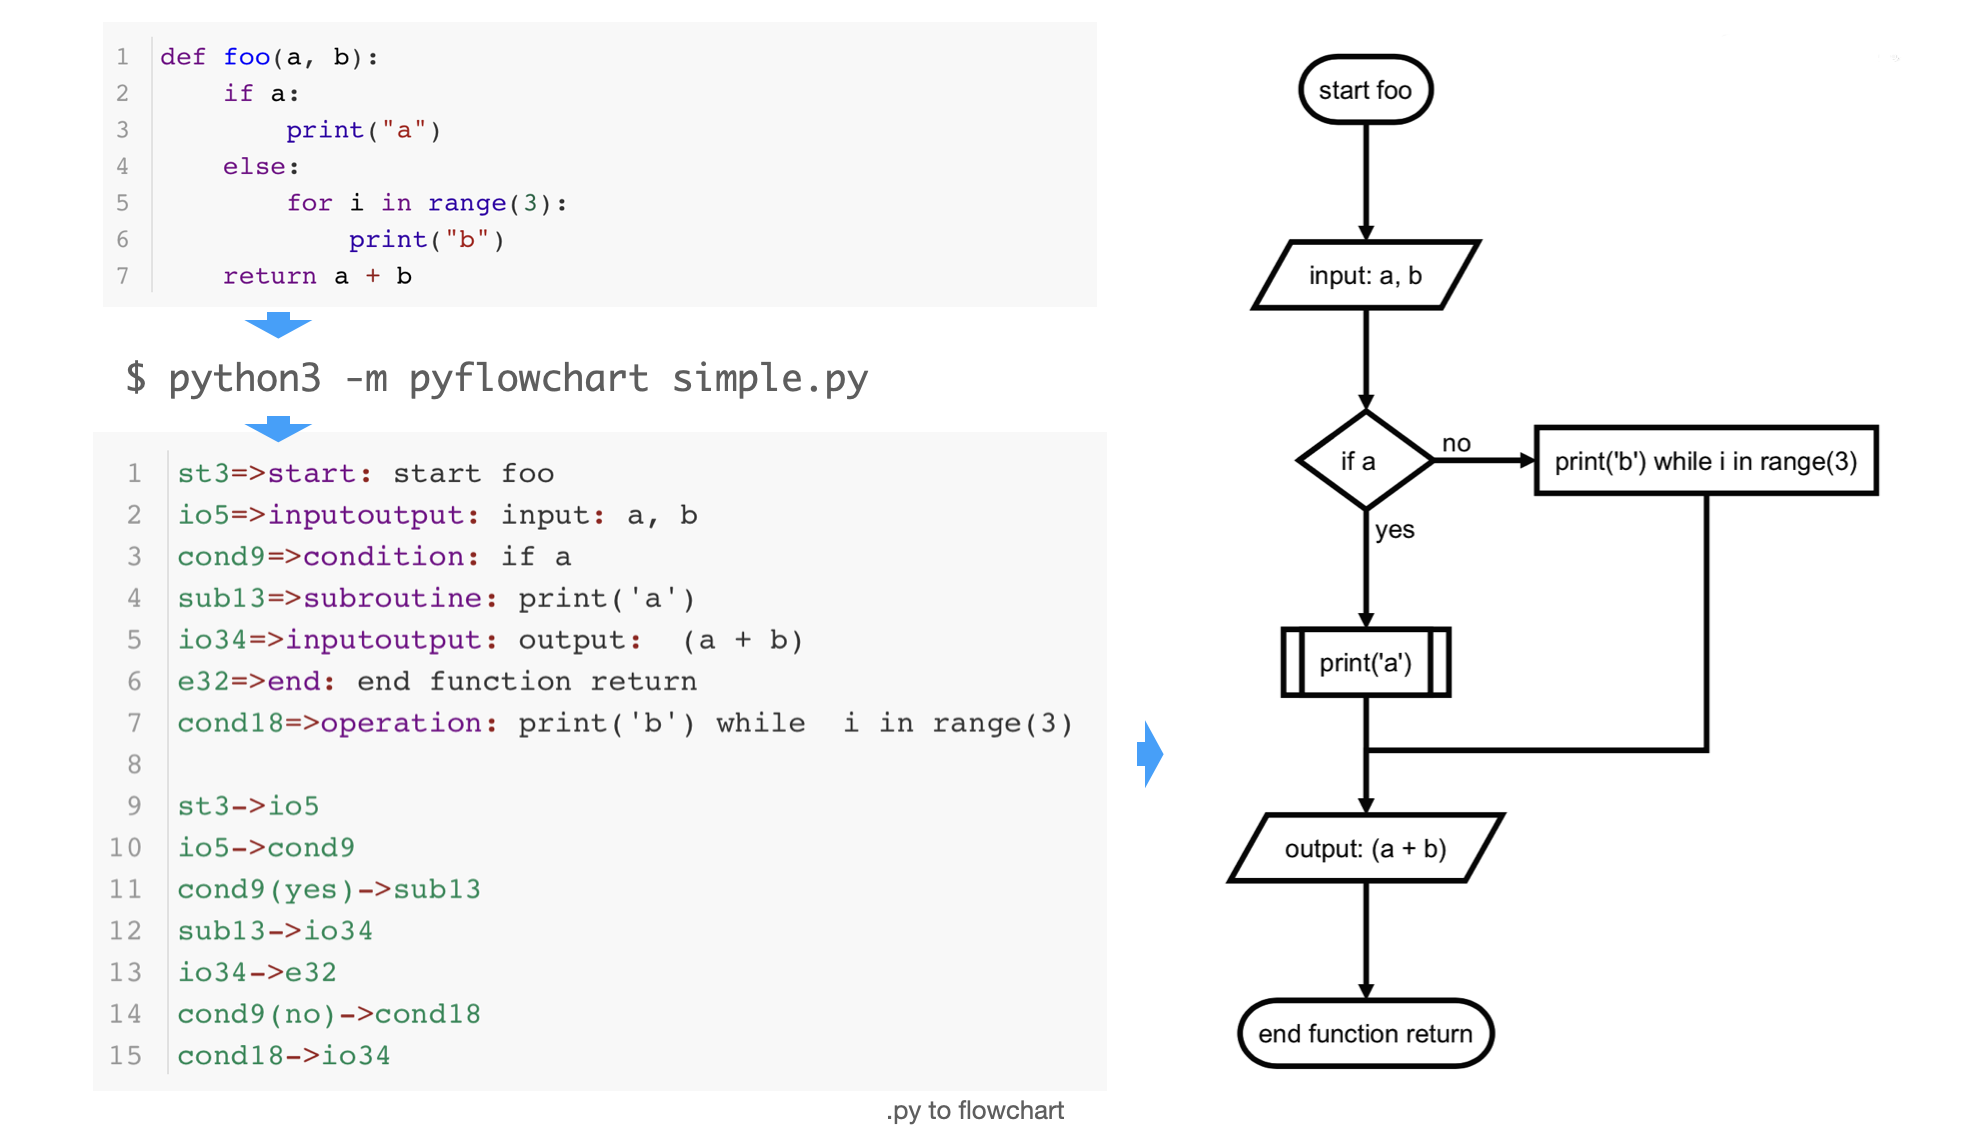 1 def foo(a, b):
2 if a:
3 print("a")
4 else:
5 for i in range(3):
6 print("b")
7 return a + b
$ python3 -m pyflowchart simple.py
1 st3=>start: start foo
2 io5=>inputoutput: input: a, b
3 cond9=>condition: if a
4 sub13=>subroutine: print('a')
5 io34=>inputoutput: output:  (a + b)
6 e32=>end: end function return
7 cond18=>operation: print('b') while  i in range(3)
8
9 st3->io5
10 io5->cond9
11 cond9(yes)->sub13
12 sub13->io34
13 io34->e32
14 cond9(no)->cond18
15 cond18->io34
.py to flowchart
start foo
input: a, b
if a
no
print('b') while i in range(3)
yes
print('a')
output: (a + b)
end function return